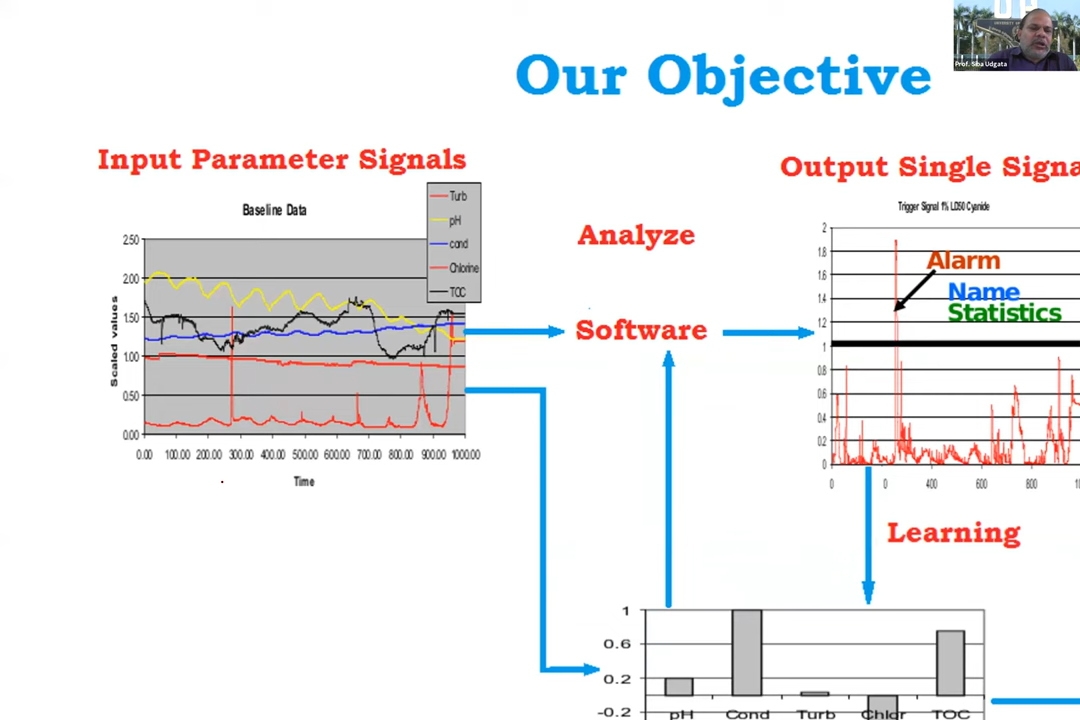 Prof. Siba Udgata
Our Objective
Input Parameter Signals
Output Single Signa
Baseline Data
Turb
pH
cond
Chlorine
TOC
2.50
2.00
1.50
1.00
0.50
0.00
Scaled values
0.00 100.00 200.00 300.00 400.00 500.00 600.00 700.00 800.00 900.00 1000.00
Time
Analyze
Software
Trigger Signal 1% LD50 Cyanide
2
1.8
1.6
1.4
1.2
1
0.8
0.6
0.4
0.2
0
Alarm
Name
Statistics
0 0 400 600 800
Learning
1
0.6
0.2
-0.2
pH Cond Turb Chlor TOC